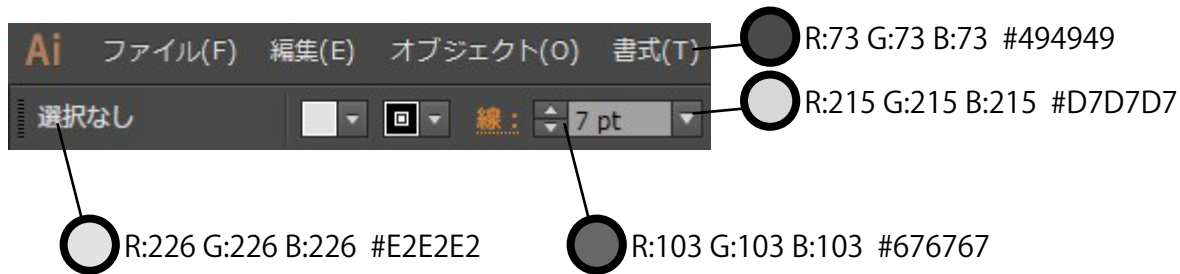 Ai ファイル(F) 編集(E) オブジェクト(O) 書式(T)
R:73 G:73 B:73 #494949
選択なし 線： 7 pt
R:215 G:215 B:215 #D7D7D7
R:226 G:226 B:226 #E2E2E2
R:103 G:103 B:103 #676767